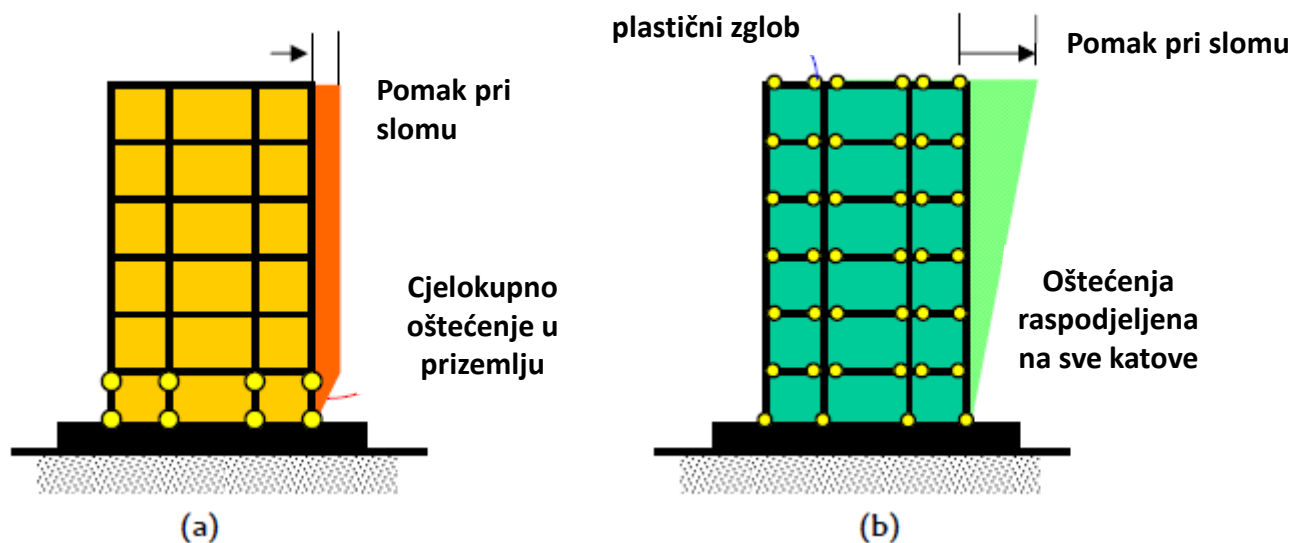 plastični zglob
Pomak pri slomu
Pomak pri
slomu
Cjelokupno
oštećenje u
prizemlju
Oštećenja
raspodjeljena
na sve katove
(a)
(b)